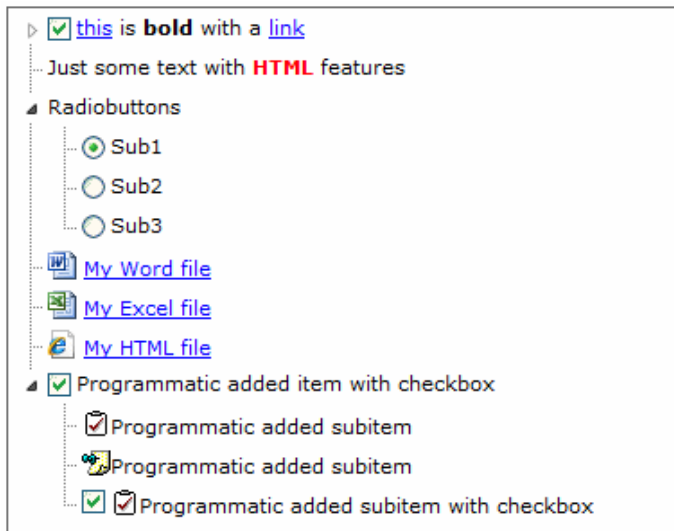 this is bold with a link
Just some text with HTML features
Radiobuttons
Sub1
Sub2
Sub3
My Word file
My Excel file
My HTML file
Programmatic added item with checkbox
Programmatic added subitem
Programmatic added subitem
Programmatic added subitem with checkbox